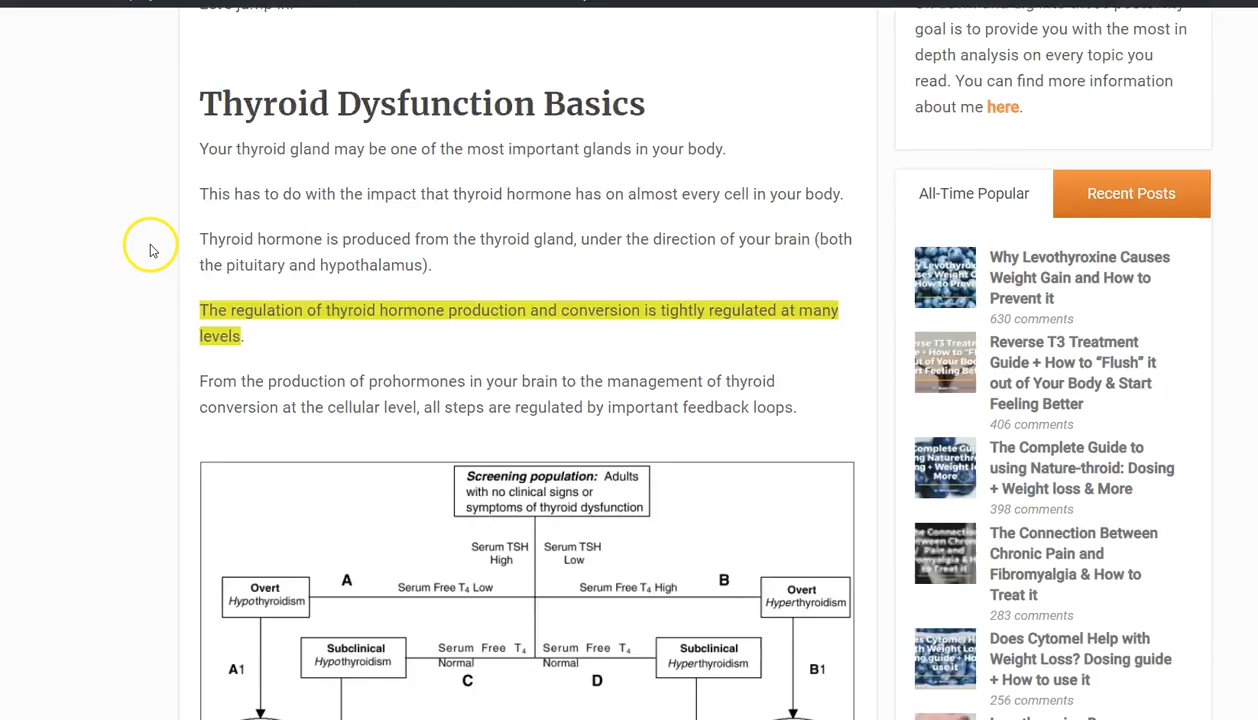 goal is to provide you with the most in
depth analysis on every topic you
read. You can find more information
about me here.
Thyroid Dysfunction Basics
Your thyroid gland may be one of the most important glands in your body.
This has to do with the impact that thyroid hormone has on almost every cell in your body.
Thyroid hormone is produced from the thyroid gland, under the direction of your brain (both
the pituitary and hypothalamus).
The regulation of thyroid hormone production and conversion is tightly regulated at many
levels.
From the production of prohormones in your brain to the management of thyroid
conversion at the cellular level, all steps are regulated by important feedback loops.
Screening population: Adults
with no clinical signs or
symptoms of thyroid dysfunction
Serum TSH
High
Serum TSH
Low
A
B
Serum Free T4 Low
Serum Free T4 High
Overt
Hypothyroidism
Overt
Hyperthyroidism
Subclinical
Hypothyroidism
Serum Free T4
Normal
Serum Free T4
Normal
Subclinical
Hyperthyroidism
A1
C
D
B1
All-Time Popular
Recent Posts
Why Levothyroxine Causes
Weight Gain and How to
Prevent it
630 comments
Reverse T3 Treatment
Guide + How to “Flush” it
out of Your Body & Start
Feeling Better
406 comments
The Complete Guide to
using Nature-throid: Dosing
+ Weight loss & More
398 comments
The Connection Between
Chronic Pain and
Fibromyalgia & How to
Treat it
283 comments
Does Cytomel Help with
Weight Loss? Dosing guide
+ How to use it
256 comments